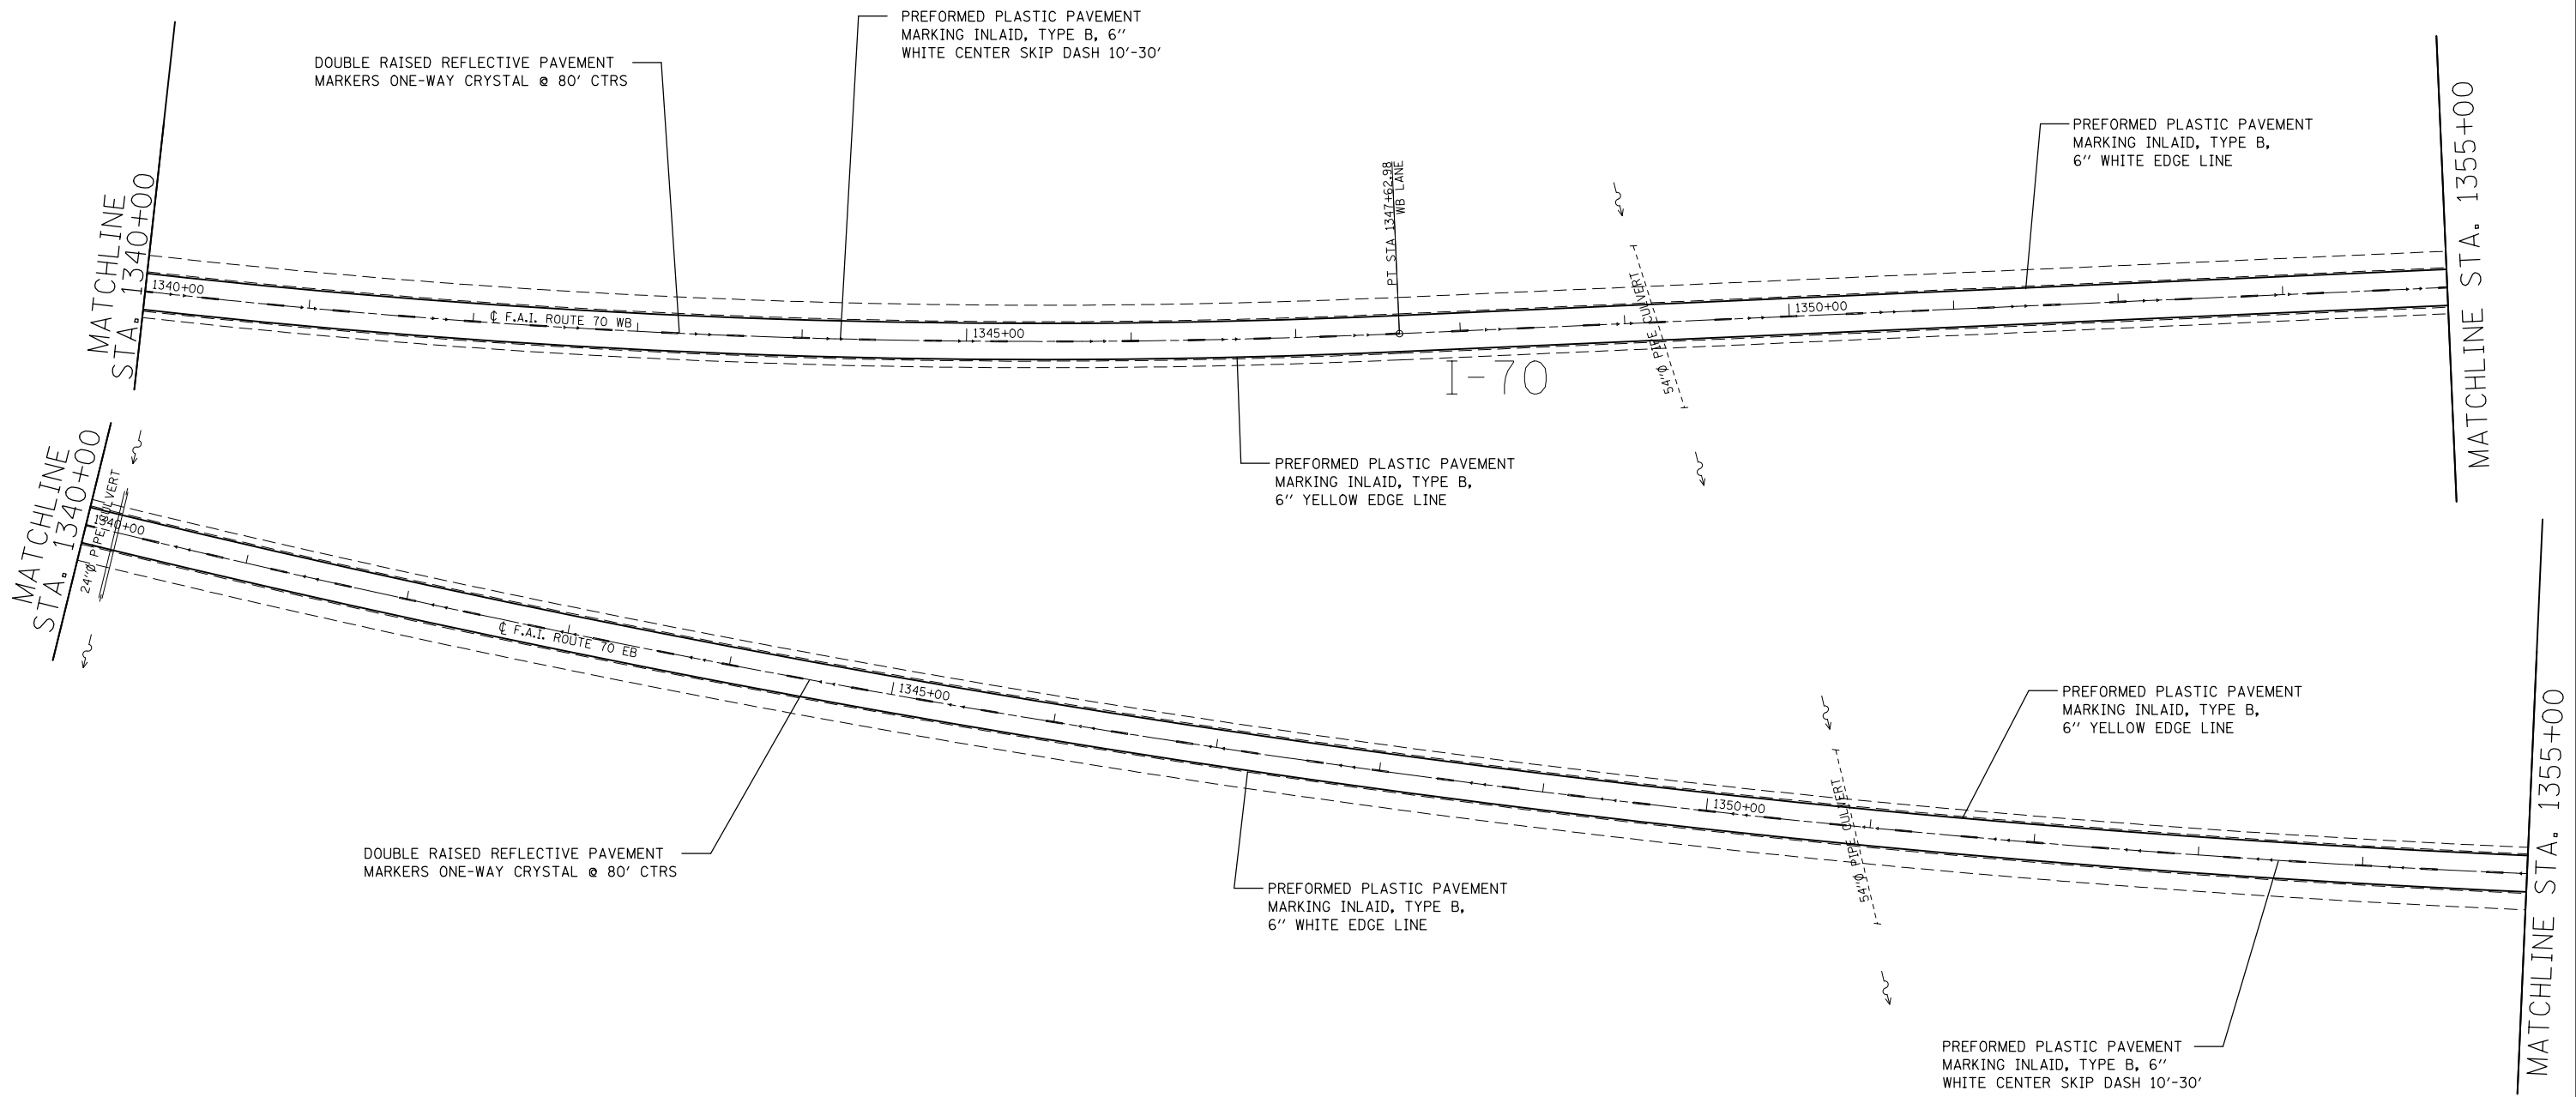 PREFORMED PLASTIC PAVEMENT
MARKING INLAID, TYPE B, 6''
WHITE CENTER SKIP DASH 10'-30'
DOUBLE RAISED REFLECTIVE PAVEMENT
MARKERS ONE-WAY CRYSTAL @ 80' CTRS
PREFORMED PLASTIC PAVEMENT
MARKING INLAID, TYPE B,
6'' WHITE EDGE LINE
MATCHLINE
STA. 1340+00
PT STA 1347+62.98
WB LANE
MATCHLINE STA. 1355+00
1340+00
℄ F.A.I. ROUTE 70 WB
1345+00
1350+00
54''Ø PIPE CULVERT
I-70
PREFORMED PLASTIC PAVEMENT
MARKING INLAID, TYPE B,
6'' YELLOW EDGE LINE
MATCHLINE
STA. 1340+00
24''Ø PIPE CULVERT
1340+00
℄ F.A.I. ROUTE 70 EB
1345+00
1350+00
54''Ø PIPE CULVERT
PREFORMED PLASTIC PAVEMENT
MARKING INLAID, TYPE B,
6'' YELLOW EDGE LINE
MATCHLINE STA. 1355+00
DOUBLE RAISED REFLECTIVE PAVEMENT
MARKERS ONE-WAY CRYSTAL @ 80' CTRS
PREFORMED PLASTIC PAVEMENT
MARKING INLAID, TYPE B,
6'' WHITE EDGE LINE
PREFORMED PLASTIC PAVEMENT
MARKING INLAID, TYPE B, 6''
WHITE CENTER SKIP DASH 10'-30'